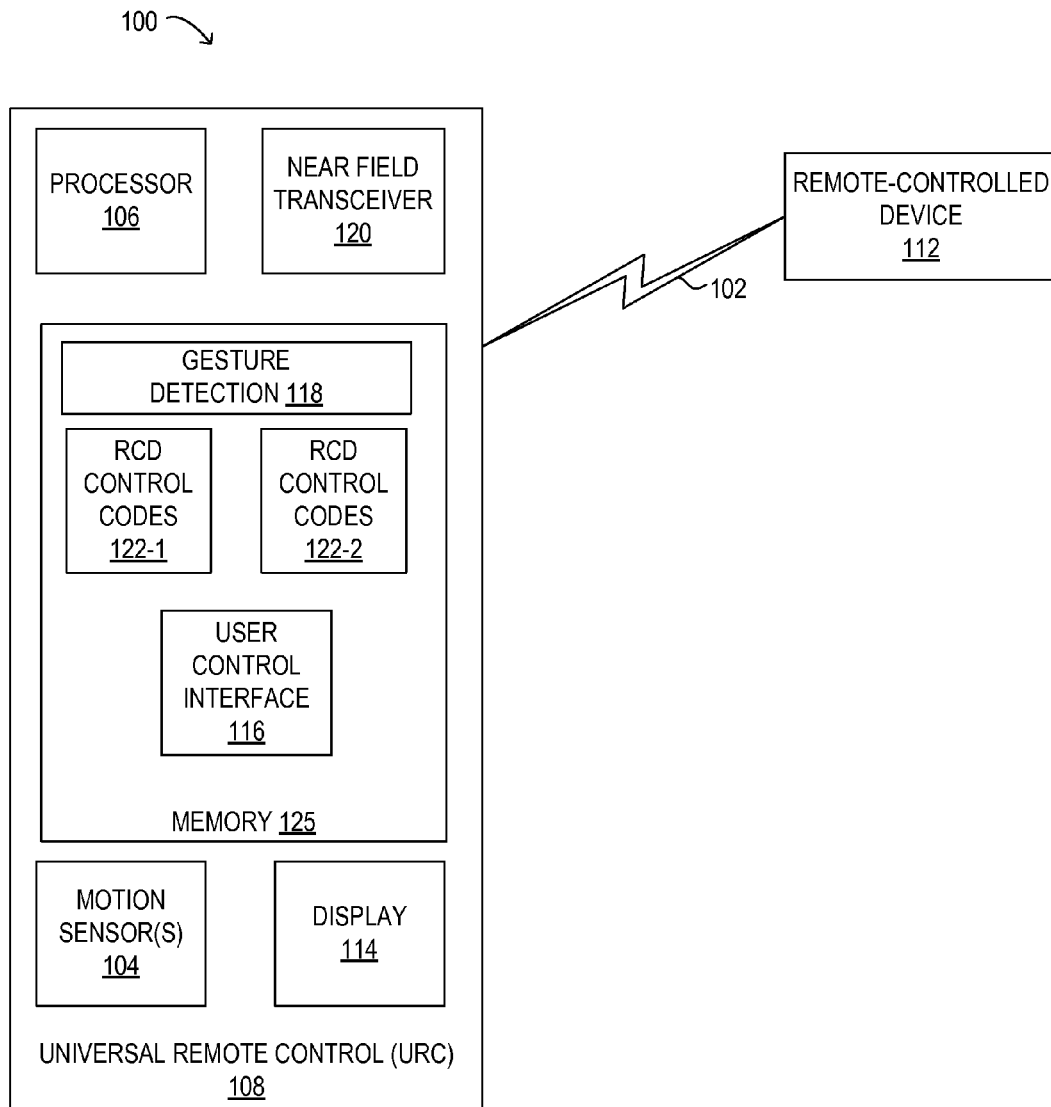 100
PROCESSOR
106
NEAR FIELD
TRANSCEIVER
120
REMOTE-CONTROLLED
DEVICE
112
102
GESTURE
DETECTION 118
RCD
CONTROL
CODES
122-1
RCD
CONTROL
CODES
122-2
USER
CONTROL
INTERFACE
116
MEMORY 125
MOTION
SENSOR(S)
104
DISPLAY
114
UNIVERSAL REMOTE CONTROL (URC)
108